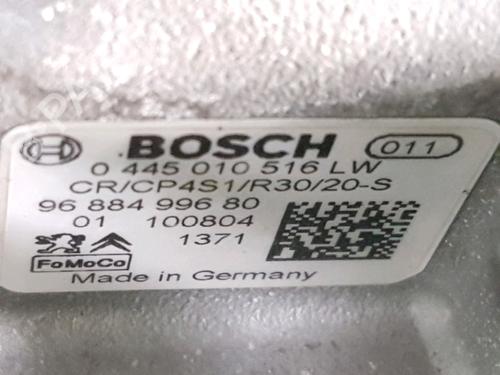 BOSCH 011
0 445 010 516 LW
CR/CP4S1/R30/20-S
96 884 996 80
01 100804
1371
FoMoCo
Made in Germany